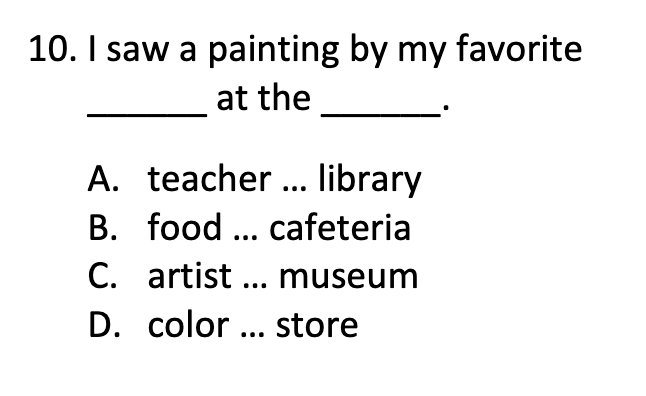 10. I saw a painting by my favorite
______ at the ______.
A. teacher ... library
B. food ... cafeteria
C. artist ... museum
D. color ... store